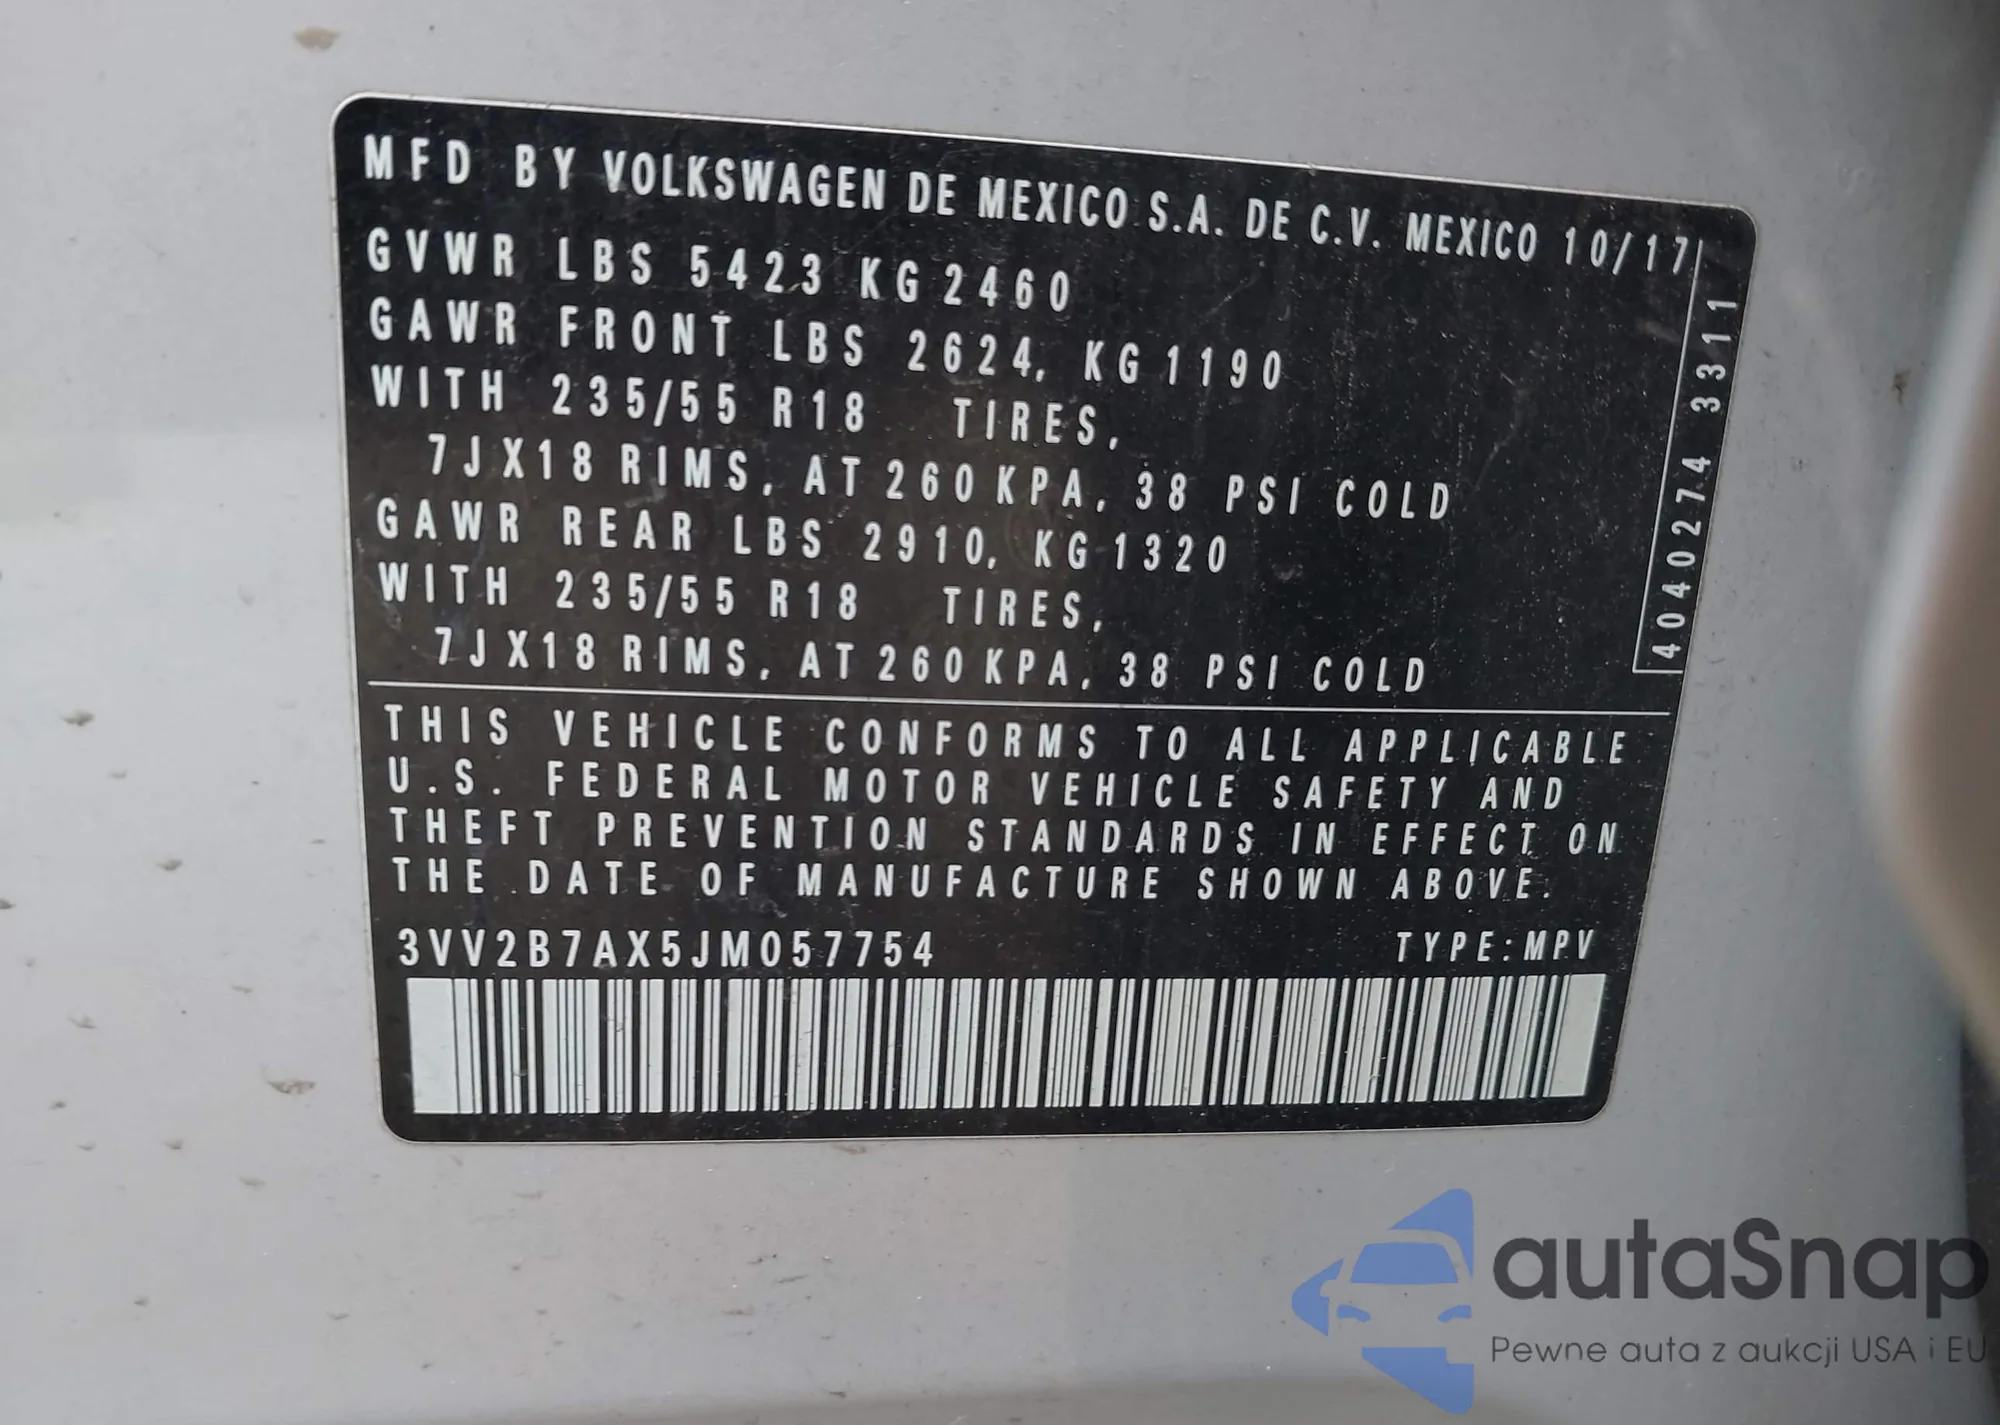 MFD BY VOLKSWAGEN DE MEXICO S.A. DE C.V. MEXICO 10/17
GVWR LBS 5423 KG 2460
GAWR FRONT LBS 2624, KG 1190
WITH 235/55 R18 TIRES,
7JX18 RIMS, AT 260 KPA, 38 PSI COLD
GAWR REAR LBS 2910, KG 1320
WITH 235/55 R18 TIRES,
7JX18 RIMS, AT 260 KPA, 38 PSI COLD
4040274 3311
THIS VEHICLE CONFORMS TO ALL APPLICABLE
U.S. FEDERAL MOTOR VEHICLE SAFETY AND
THEFT PREVENTION STANDARDS IN EFFECT ON
THE DATE OF MANUFACTURE SHOWN ABOVE.
3VV2B7AX5JM057754 TYPE:MPV
autaSnap
Pewne auta z aukcji USA i EU